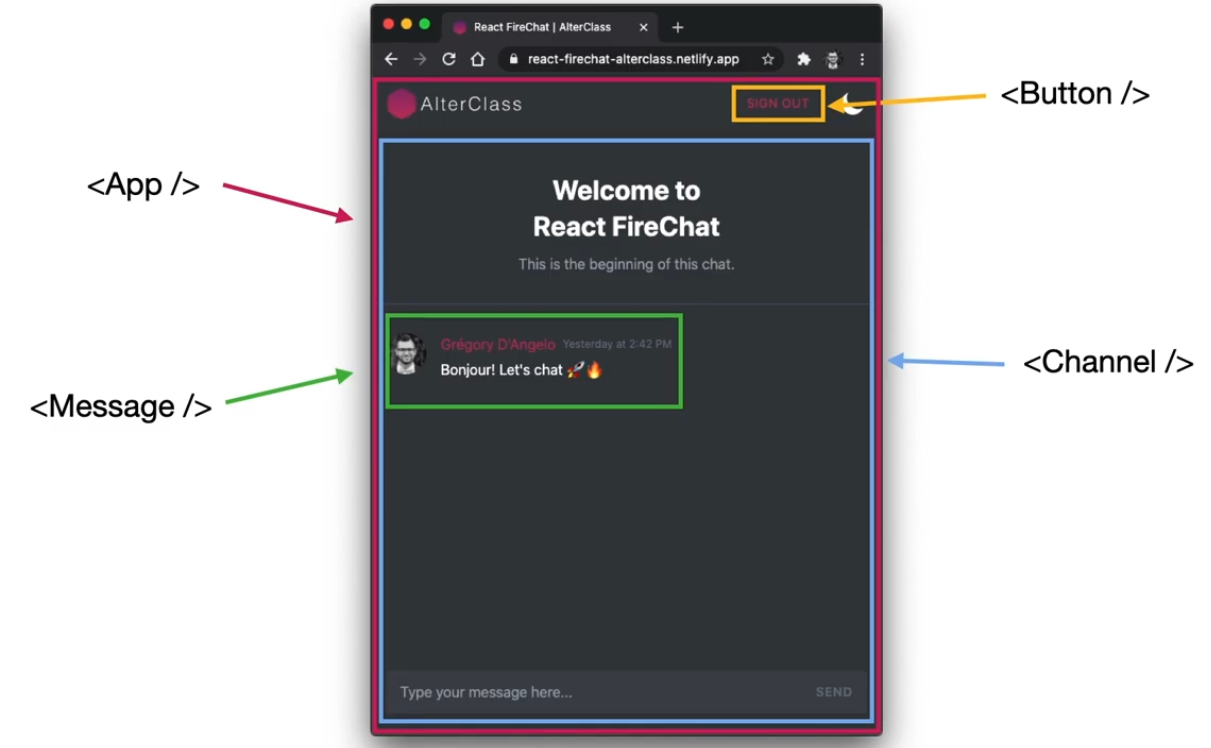 React FireChat | AlterClass
react-firechat-alterclass.netlify.app
AlterClass
SIGN OUT
<Button />
<App />
Welcome to
React FireChat
This is the beginning of this chat.
Grégory D'Angelo Yesterday at 2:42 PM
Bonjour! Let's chat 🚀🔥
<Channel />
<Message />
Type your message here...
SEND